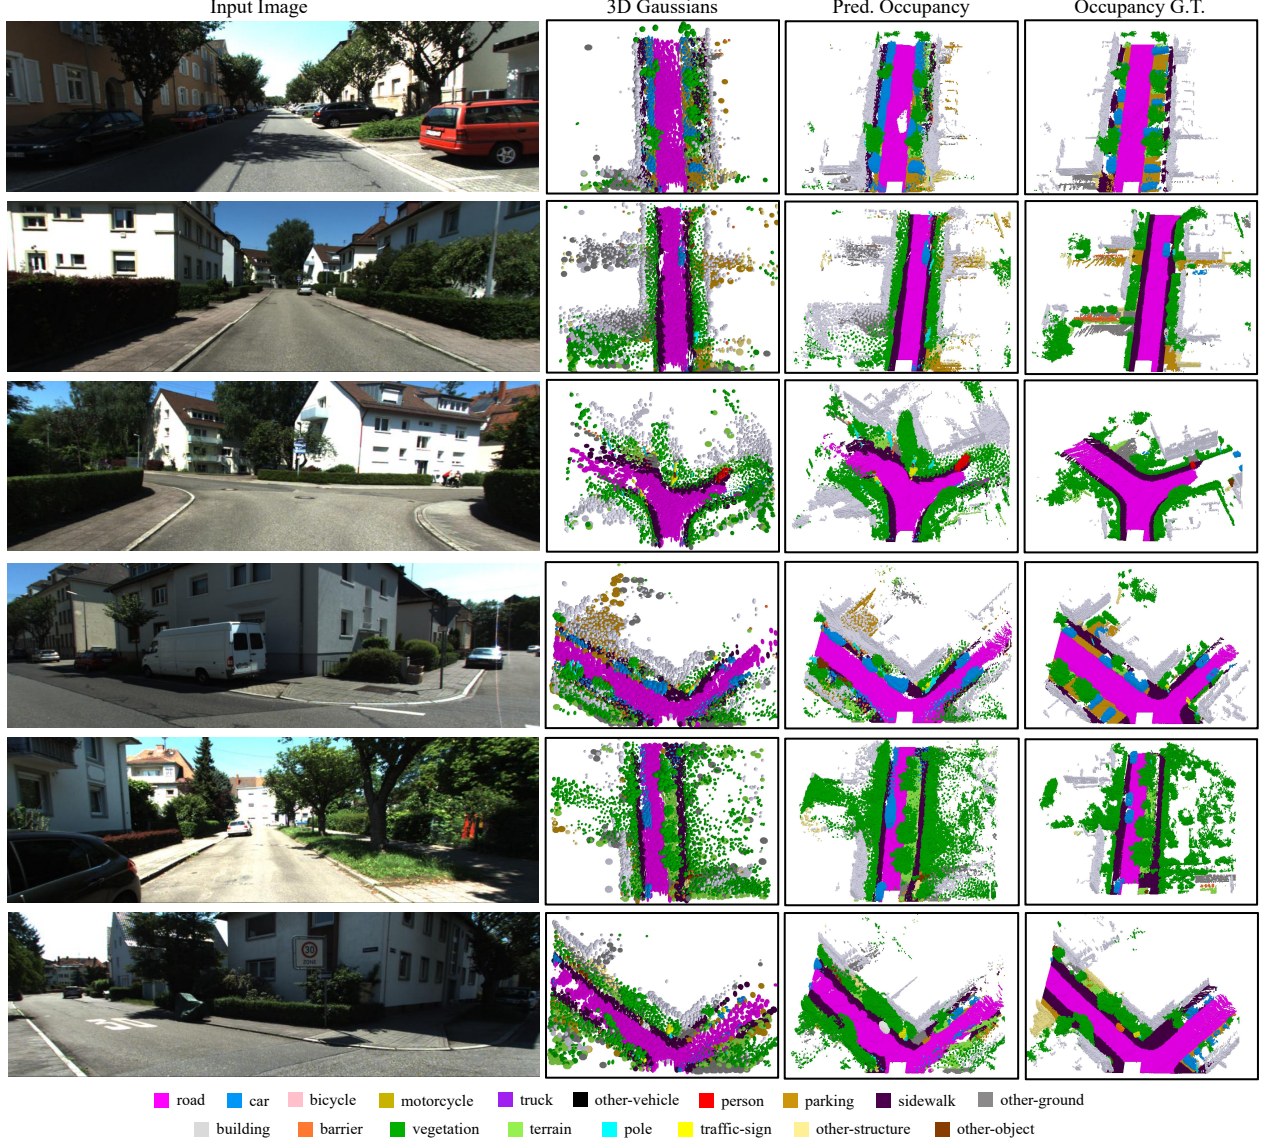 Input Image 3D Gaussians Pred. Occupancy Occupancy G.T.
30
ZONE
30
road car bicycle motorcycle truck other-vehicle person parking sidewalk other-ground
building barrier vegetation terrain pole traffic-sign other-structure other-object